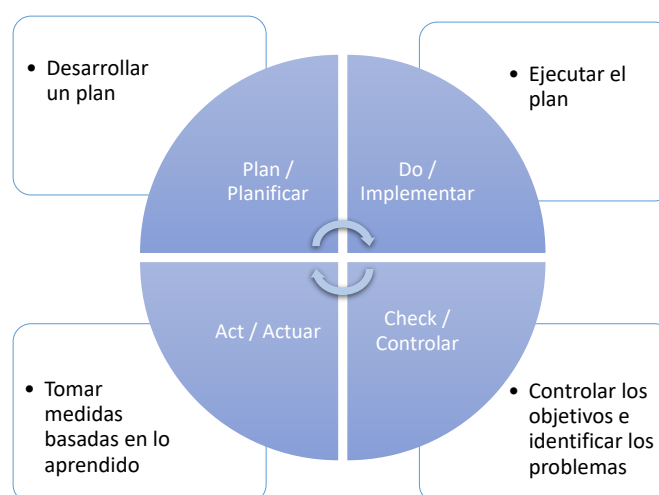 • Desarrollar
un plan
• Ejecutar el
plan
Plan /
Planificar
Do /
Implementar
Act / Actuar
Check /
Controlar
• Tomar
medidas
basadas en lo
aprendido
• Controlar los
objetivos e
identificar los
problemas